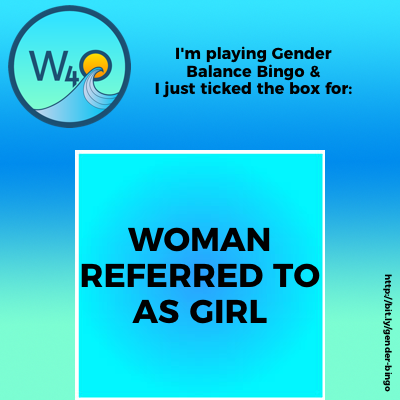 W4O
I'm playing Gender
Balance Bingo &
I just ticked the box for:
WOMAN
REFERRED TO
AS GIRL
http://bit.ly/gender-bingo